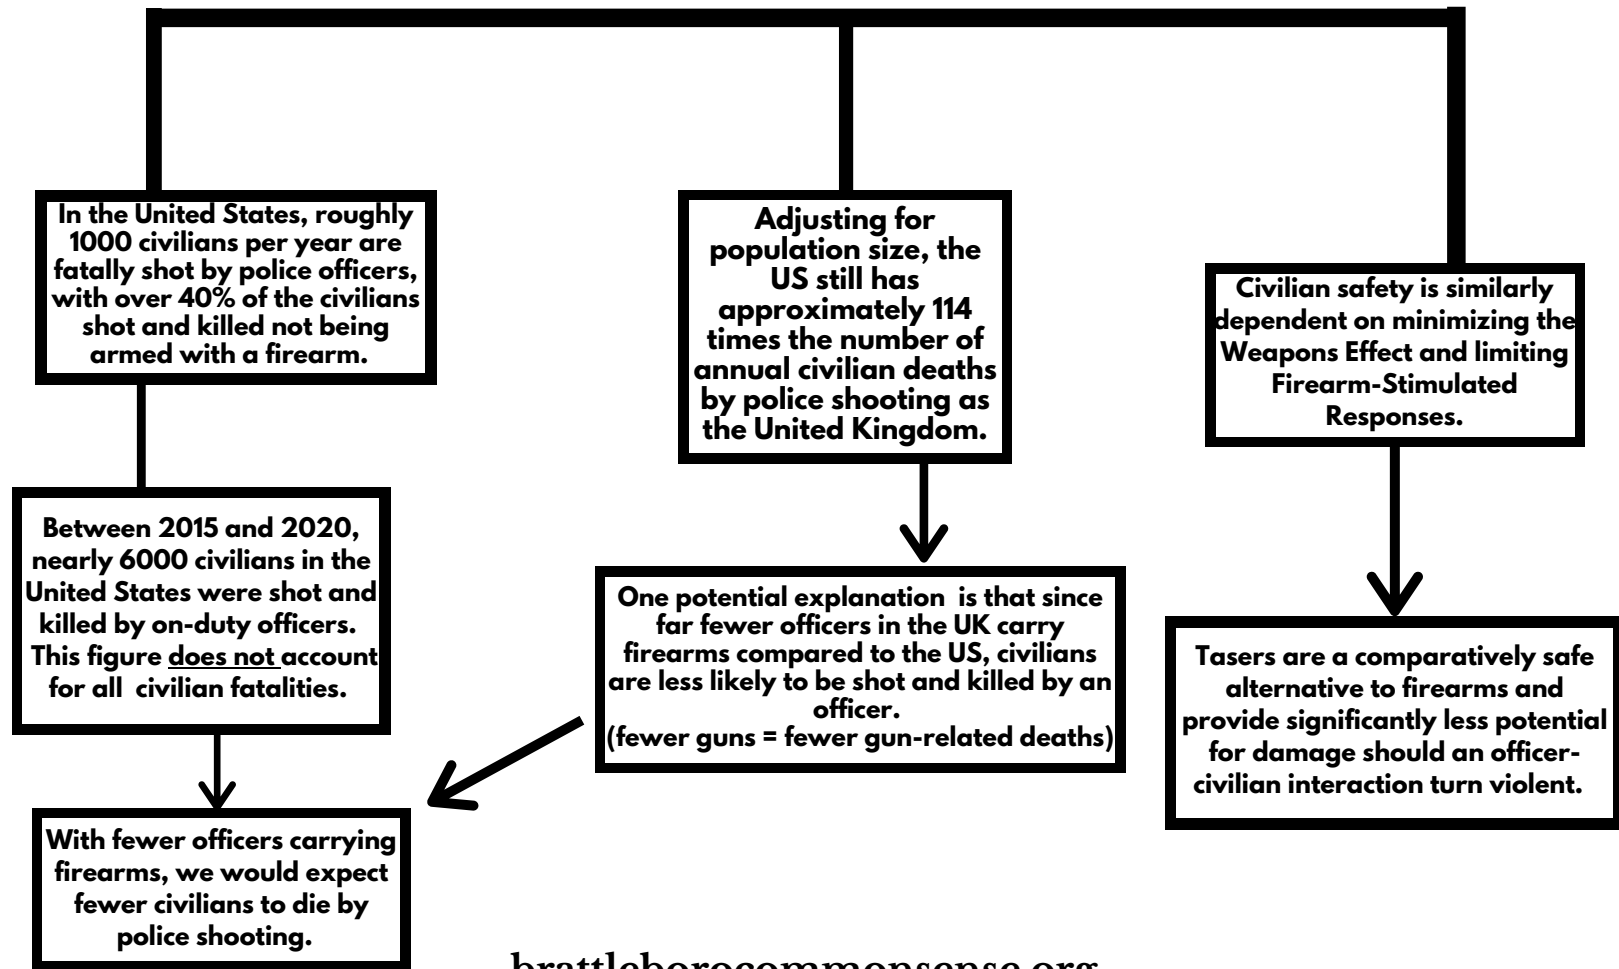 In the United States, roughly
1000 civilians per year are
fatally shot by police officers,
with over 40% of the civilians
shot and killed not being
armed with a firearm.
Between 2015 and 2020,
nearly 6000 civilians in the
United States were shot and
killed by on-duty officers.
This figure does not account
for all civilian fatalities.
With fewer officers carrying
firearms, we would expect
fewer civilians to die by
police shooting.
Adjusting for
population size, the
US still has
approximately 114
times the number of
annual civilian deaths
by police shooting as
the United Kingdom.
One potential explanation is that since
far fewer officers in the UK carry
firearms compared to the US, civilians
are less likely to be shot and killed by an
officer.
(fewer guns = fewer gun-related deaths)
Civilian safety is similarly
dependent on minimizing the
Weapons Effect and limiting
Firearm-Stimulated
Responses.
Tasers are a comparatively safe
alternative to firearms and
provide significantly less potential
for damage should an officer-
civilian interaction turn violent.
brattleborocommonsense.org